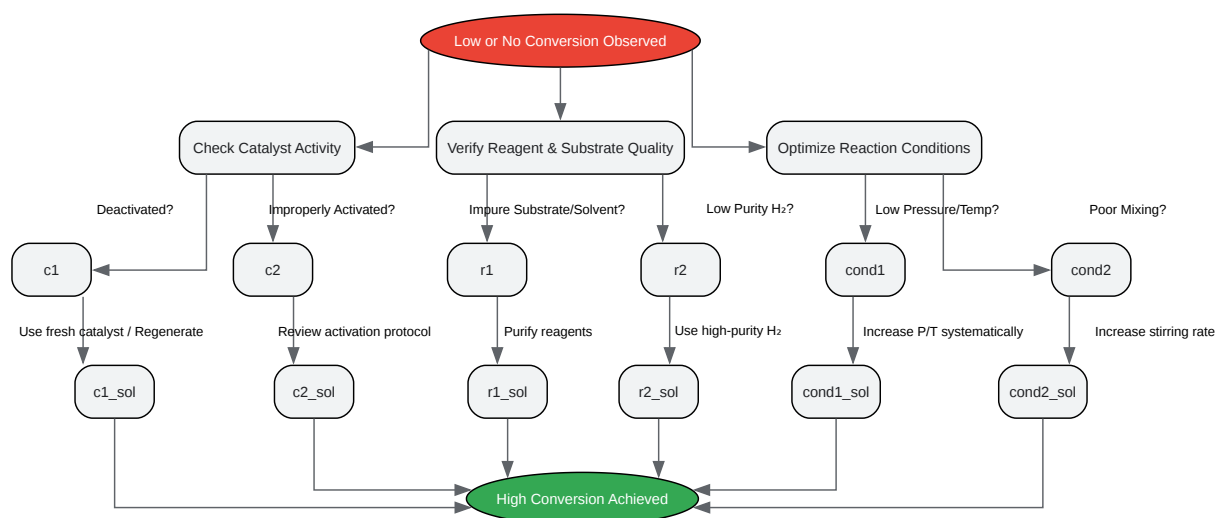 Low or No Conversion Observed
Check Catalyst Activity
Verify Reagent & Substrate Quality
Optimize Reaction Conditions
Deactivated?
Improperly Activated?
Impure Substrate/Solvent?
Low Purity H₂?
Low Pressure/Temp?
Poor Mixing?
c1
c2
r1
r2
cond1
cond2
Use fresh catalyst / Regenerate
Review activation protocol
Purify reagents
Use high-purity H₂
Increase P/T systematically
Increase stirring rate
c1_sol
c2_sol
r1_sol
r2_sol
cond1_sol
cond2_sol
High Conversion Achieved